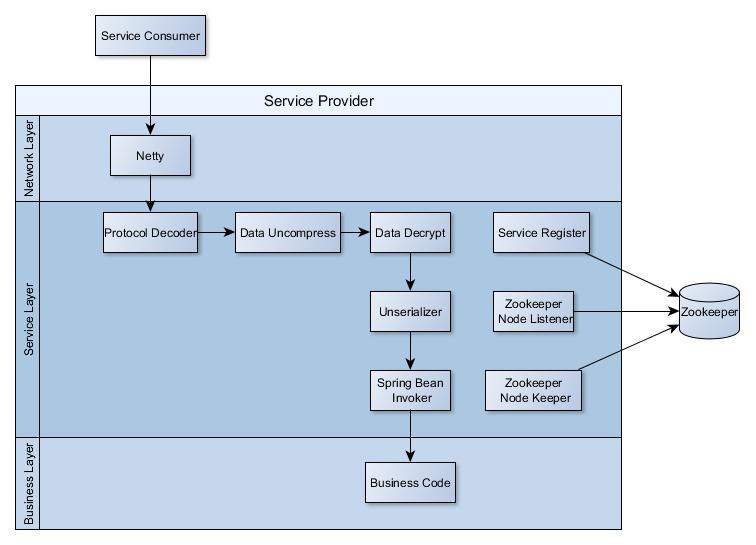 Service Consumer
Service Provider
Network Layer
Netty
Service Layer
Protocol Decoder
Data Uncompress
Data Decrypt
Service Register
Unserializer
Zookeeper
Node Listener
Zookeeper
Spring Bean
Invoker
Zookeeper
Node Keeper
Business Layer
Business Code